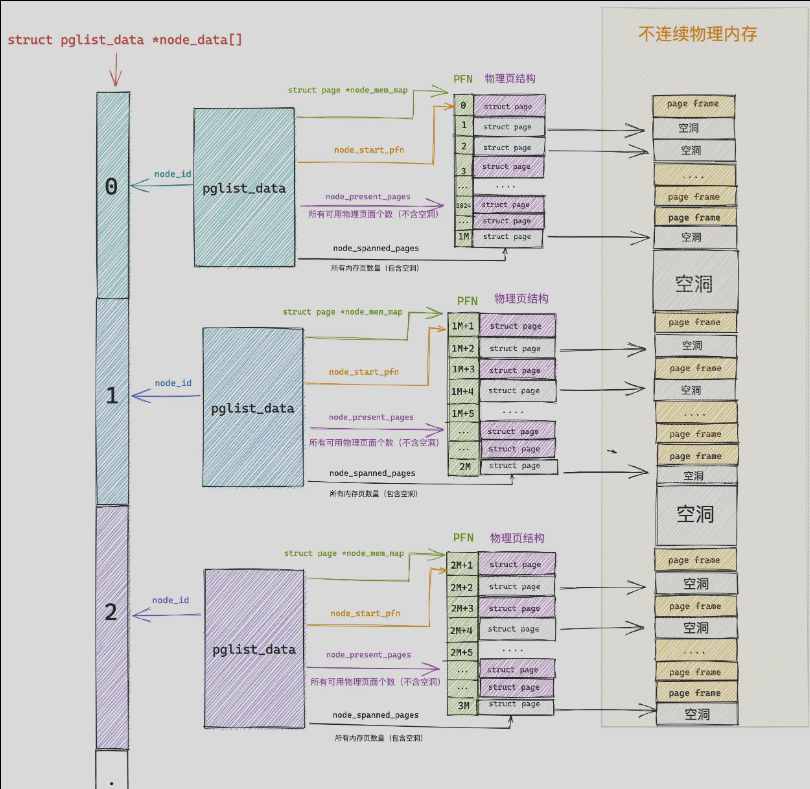 struct pglist_data *node_data[]
不连续物理内存
0
pglist_data
node_id
struct page *node_mem_map
node_start_pfn
node_present_pages
所有可用物理页面个数（不含空洞）
node_spanned_pages
所有内存页数量（包含空洞）
PFN 物理页结构
0 struct page
1 struct page
2 struct page
3 struct page
... ....
1024 struct page
... struct page
1M struct page
page frame
空洞
空洞
....
page frame
page frame
空洞
空洞
1
pglist_data
node_id
struct page *node_mem_map
node_start_pfn
node_present_pages
所有可用物理页面个数（不含空洞）
node_spanned_pages
所有内存页数量（包含空洞）
PFN 物理页结构
1M+1 struct page
1M+2 struct page
1M+3 struct page
1M+4 struct page
1M+5 ....
... struct page
... struct page
2M struct page
page frame
空洞
page frame
空洞
....
page frame
page frame
空洞
空洞
2
pglist_data
node_id
struct page *node_mem_map
node_start_pfn
node_present_pages
所有可用物理页面个数（不含空洞）
node_spanned_pages
所有内存页数量（包含空洞）
PFN 物理页结构
2M+1 struct page
2M+2 struct page
2M+3 struct page
2M+4 struct page
2M+5 ....
... struct page
... struct page
3M struct page
page frame
空洞
page frame
空洞
....
page frame
page frame
空洞
.